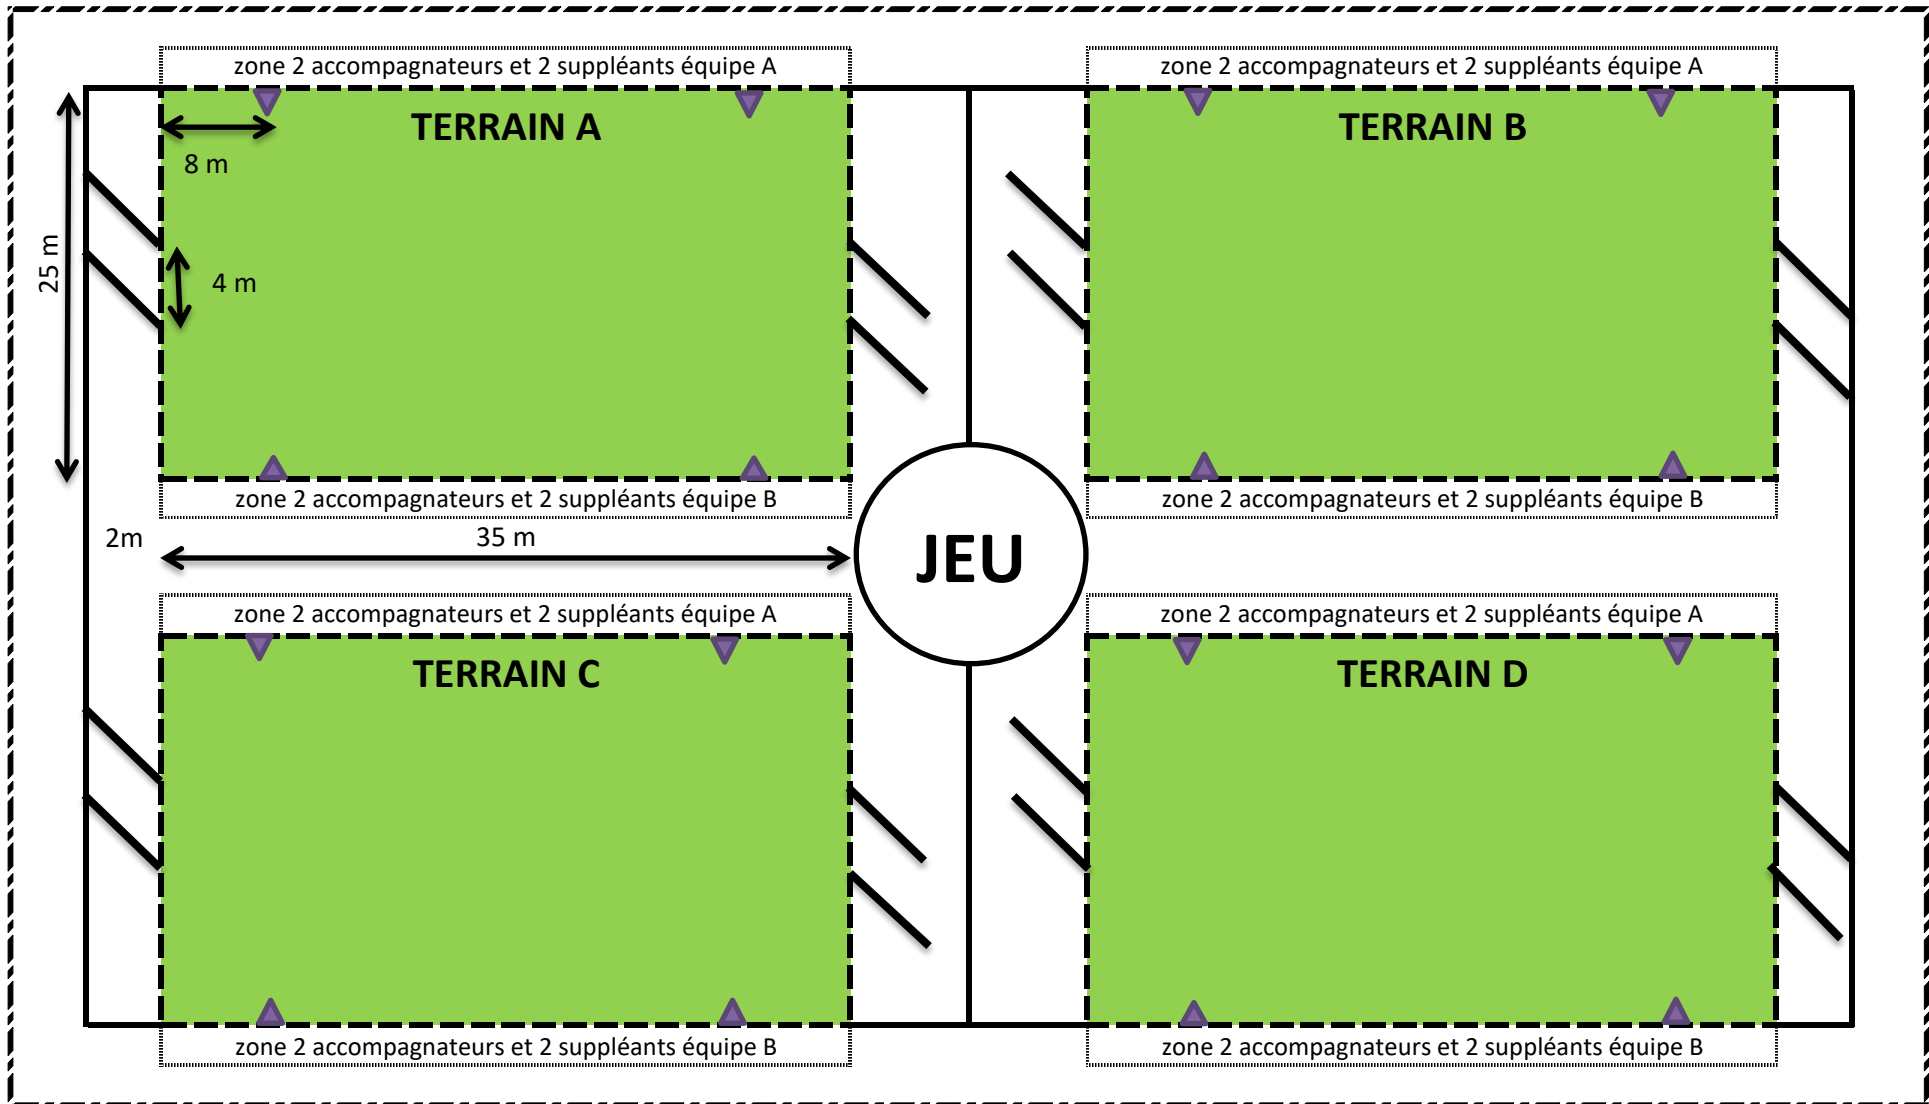 zone 2 accompagnateurs et 2 suppléants équipe A
zone 2 accompagnateurs et 2 suppléants équipe A
TERRAIN A
TERRAIN B
8 m
25 m
4 m
zone 2 accompagnateurs et 2 suppléants équipe B
zone 2 accompagnateurs et 2 suppléants équipe B
2m
35 m
JEU
zone 2 accompagnateurs et 2 suppléants équipe A
zone 2 accompagnateurs et 2 suppléants équipe A
TERRAIN C
TERRAIN D
zone 2 accompagnateurs et 2 suppléants équipe B
zone 2 accompagnateurs et 2 suppléants équipe B